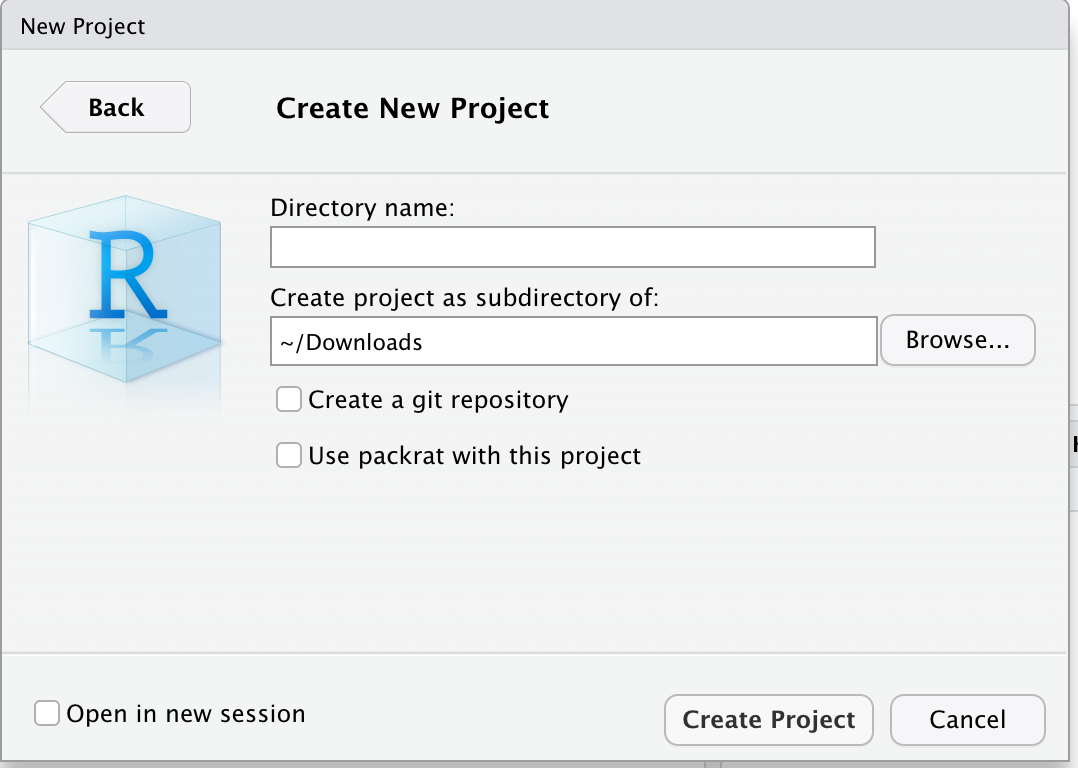 New Project
Back
Create New Project
R
Directory name:
Create project as subdirectory of:
~/Downloads
Browse...
Create a git repository
Use packrat with this project
Open in new session
Create Project
Cancel